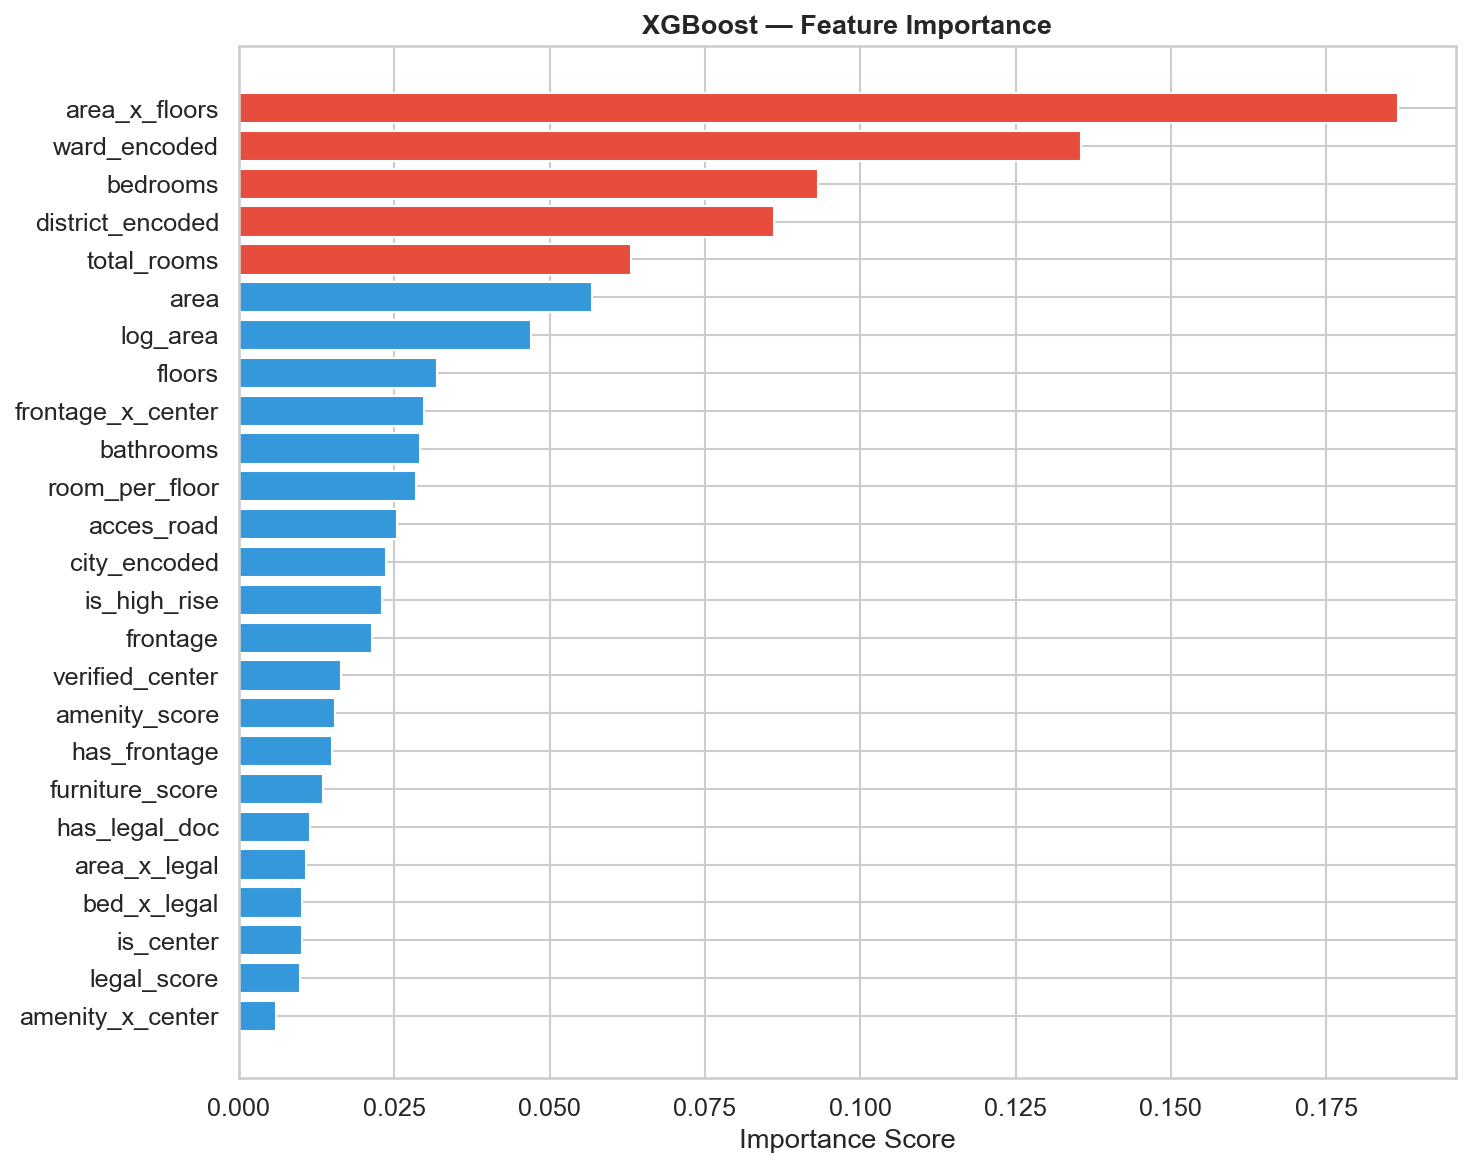 XGBoost — Feature Importance
area_x_floors
ward_encoded
bedrooms
district_encoded
total_rooms
area
log_area
floors
frontage_x_center
bathrooms
room_per_floor
acces_road
city_encoded
is_high_rise
frontage
verified_center
amenity_score
has_frontage
furniture_score
has_legal_doc
area_x_legal
bed_x_legal
is_center
legal_score
amenity_x_center
0.000 0.025 0.050 0.075 0.100 0.125 0.150 0.175
Importance Score